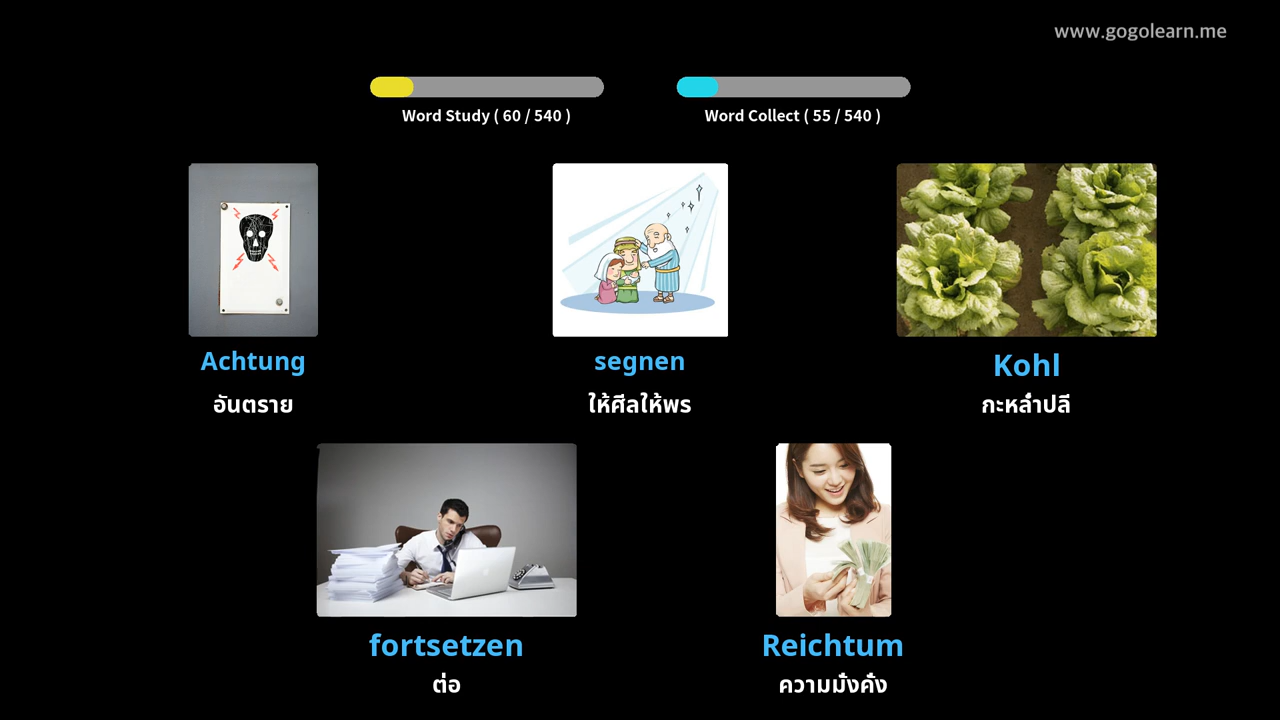 www.gogolearn.me
Word Study ( 60 / 540 )
Word Collect ( 55 / 540 )
Achtung
segnen
Kohl
อันตราย
ให้ศีลให้พร
กะหล่ำปลี
fortsetzen
Reichtum
ต่อ
ความมั่งคั่ง